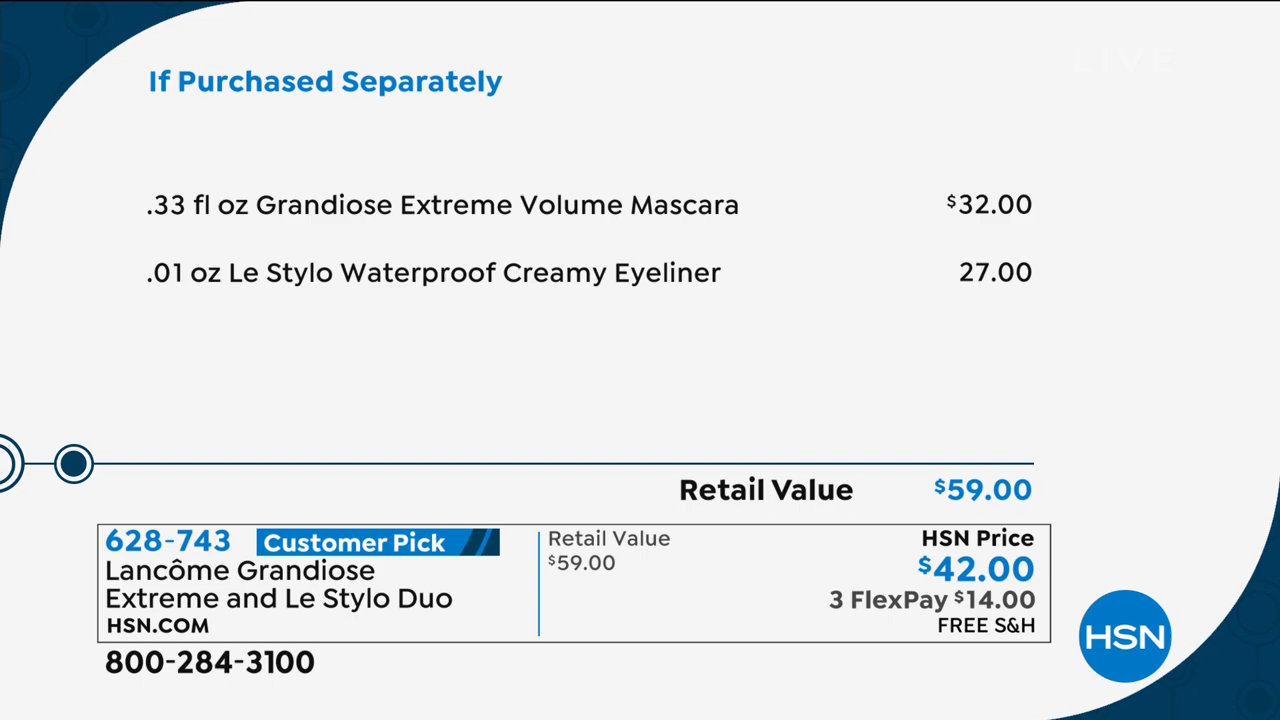 LIVE
If Purchased Separately
.33 fl oz Grandiose Extreme Volume Mascara $32.00
.01 oz Le Stylo Waterproof Creamy Eyeliner 27.00
Retail Value $59.00
628-743 Customer Pick
Lancôme Grandiose
Extreme and Le Stylo Duo
HSN.COM
Retail Value
$59.00
HSN Price
$42.00
3 FlexPay $14.00
FREE S&H
800-284-3100
HSN